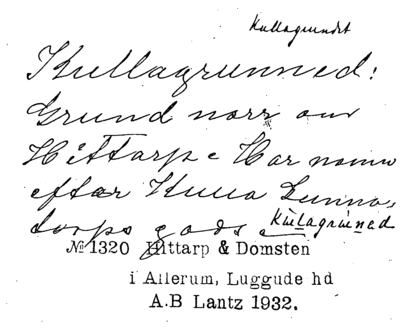 Kullagrundet
Kullagrunned:
Grund norr om
Hittarp. Har namn
efter Kulla Gunna-
torps gods
Kullagrunned
№ 1320 Hittarp & Domsten
i Allerum, Luggude hd
A.B Lantz 1932.